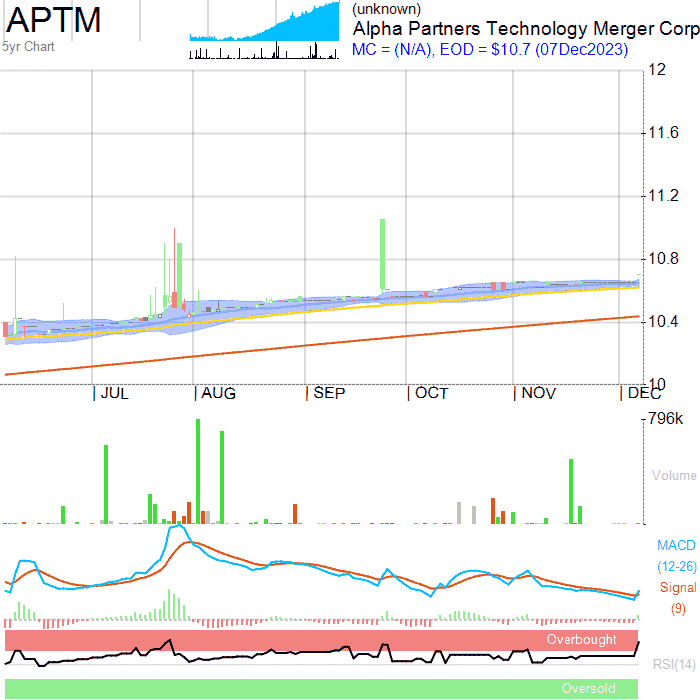 APTM
5yr Chart
(unknown)
Alpha Partners Technology Merger Corp
MC = (N/A), EOD = $10.7 (07Dec2023)
12
11.6
11.2
10.8
10.4
10
JUL
AUG
SEP
OCT
NOV
DEC
796k
Volume
MACD
(12-26)
Signal
(9)
Overbought
RSI(14)
Oversold